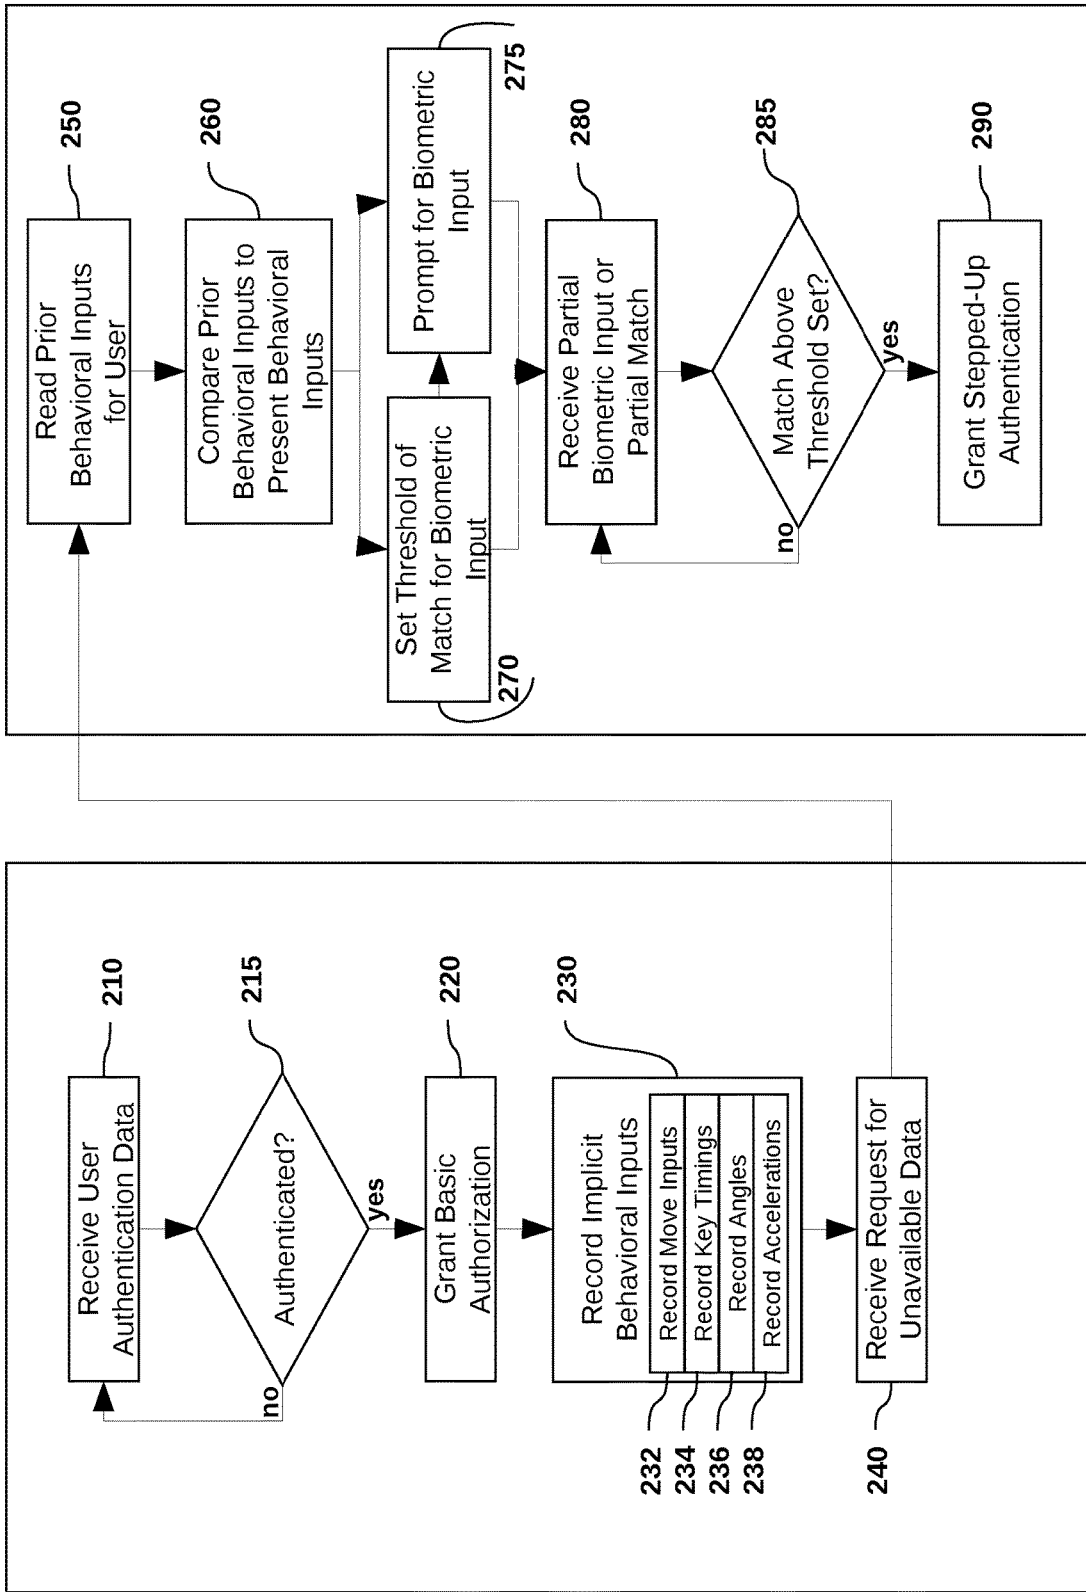 Receive User
Authentication Data
210
Authenticated?
215
no
yes
Grant Basic
Authorization
220
Record Implicit
Behavioral Inputs
230
Record Move Inputs
Record Key Timings
Record Angles
Record Accelerations
232
234
236
238
Receive Request for
Unavailable Data
240
Read Prior
Behavioral Inputs
for User
250
Compare Prior
Behavioral Inputs to
Present Behavioral
Inputs
260
Set Threshold of
Match for Biometric
Input
270
Prompt for Biometric
Input
275
Receive Partial
Biometric Input or
Partial Match
280
Match Above
Threshold Set?
285
no
yes
Grant Stepped-Up
Authentication
290